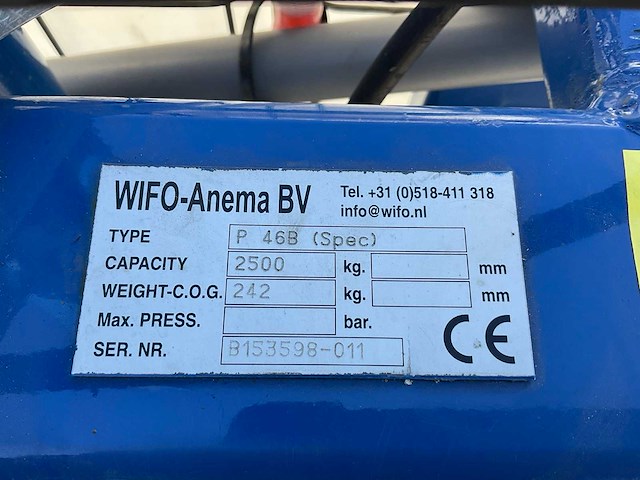 WIFO-Anema BV Tel. +31 (0)518-411 318
info@wifo.nl
TYPE P 46B (Spec)
CAPACITY 2500 kg. mm
WEIGHT-C.O.G. 242 kg. mm
Max. PRESS. bar.
SER. NR. B153598-011 CE